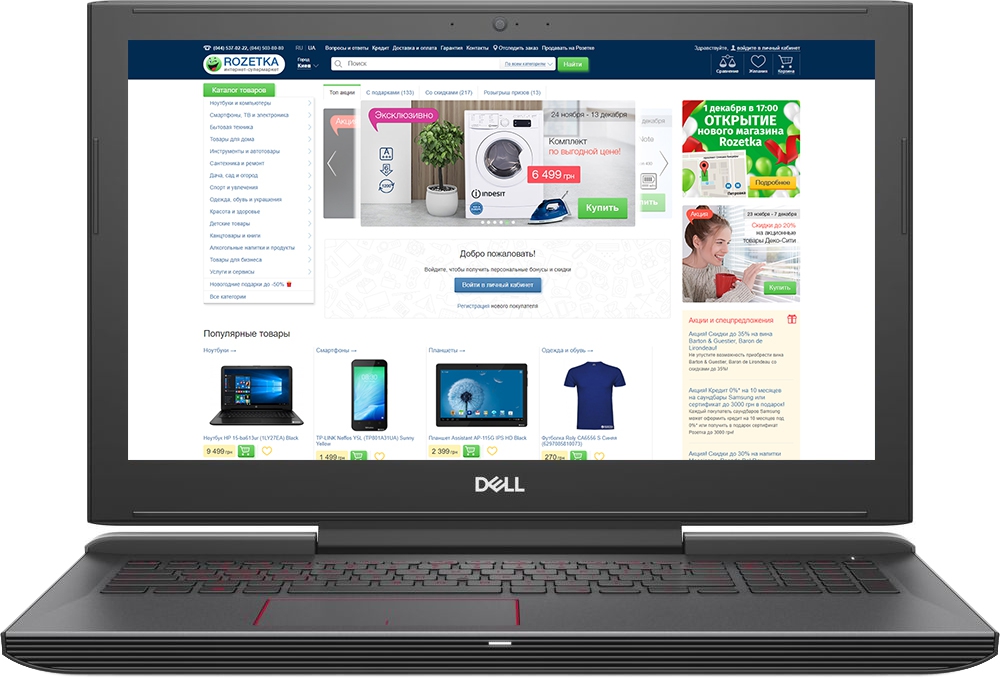 (044) 537-02-22, (044) 503-80-80
RU | UA
Вопросы и ответы Кредит Доставка и оплата Гарантия Контакты Отследить заказ Продавать на Розетке
Здравствуйте, войдите в личный кабинет
ROZETKA
интернет-супермаркет
Город
Киев
Поиск
По всем категориям
Найти
Сравнение
Желания
Корзина
Каталог товаров
Ноутбуки и компьютеры
Смартфоны, ТВ и электроника
Бытовая техника
Товары для дома
Инструменты и автотовары
Сантехника и ремонт
Дача, сад и огород
Спорт и увлечения
Одежда, обувь и украшения
Красота и здоровье
Детские товары
Канцтовары и книги
Алкогольные напитки и продукты
Товары для бизнеса
Услуги и сервисы
Новогодние подарки до -50%
Все категории
Топ акции
С подарками (133)
Со скидками (217)
Розыгрыш призов (13)
Акция
Эксклюзивно
24 ноября - 13 декабря
Комплект
по выгодной цене!
6 499 грн
A
1200
INDESIT
Купить
декабря
1 декабря в 17:00
ОТКРЫТИЕ
нового магазина
Rozetka
Подробнее
Акция
23 ноября - 7 декабря
Скидки до 20%
на акционные
товары Деко-Сити
Купить
Добро пожаловать!
Войдите, чтобы получить персональные бонусы и скидки
Войти в личный кабинет
Регистрация нового покупателя
Акции и спецпредложения
Акция! Скидки до 35% на вина
Barton & Guestier, Baron de
Lirondeau!
Не упустите возможность приобрести вина
Barton & Guestier, Baron de Lirondeau со
скидками до 35%!
Акция! Кредит 0%* на 10 месяцев
на саундбары Samsung или
сертификат до 3000 грн в подарок!
Каждый покупатель саундбаров Samsung
может оформить кредит на 10 месяцев под
0%* или получить в подарок сертификат
Розетка до 3000 грн!
Акция! Скидки до 30% на напитки
Популярные товары
Ноутбуки →
Смартфоны →
Планшеты →
Одежда и обувь →
Ноутбук HP 15-ba613ur (1LY27EA) Black
9 499 грн
TP-LINK Neffos Y5L (TP801A31UA) Sunny
Yellow
1 499 грн
Планшет Assistant AP-115G IPS HD Black
2 399 грн
Футболка Roly CA6556 S Синяя
(6297805E10073)
270 грн
DELL